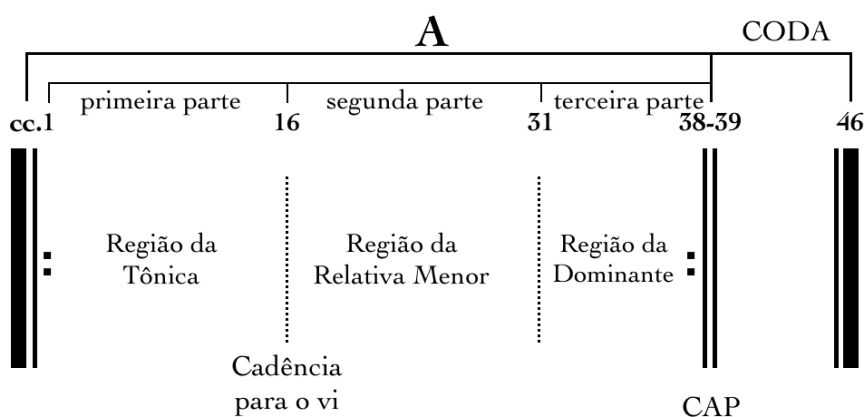 A
CODA
primeira parte
segunda parte
terceira parte
cc.1
16
31
38-39
46
Região da
Tônica
Região da
Relativa Menor
Região da
Dominante
Cadência
para o vi
CAP